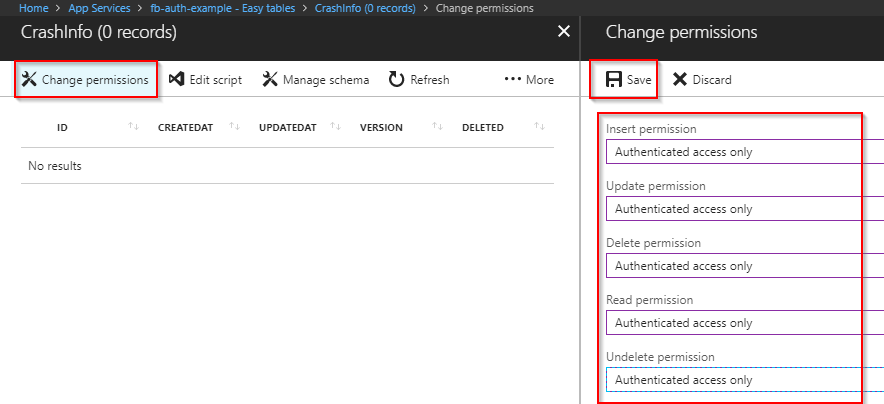 Home > App Services > fb-auth-example - Easy tables > CrashInfo (0 records) > Change permissions
CrashInfo (0 records)
Change permissions
Edit script
Manage schema
Refresh
More
ID
CREATEDAT
UPDATEDAT
VERSION
DELETED
No results
Change permissions
Save
Discard
Insert permission
Authenticated access only
Update permission
Authenticated access only
Delete permission
Authenticated access only
Read permission
Authenticated access only
Undelete permission
Authenticated access only